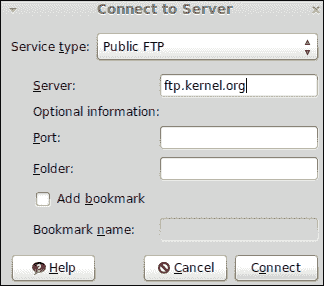 Connect to Server
Service type: Public FTP
Server: ftp.kernel.org
Optional information:
Port:
Folder:
Add bookmark
Bookmark name:
Help Cancel Connect